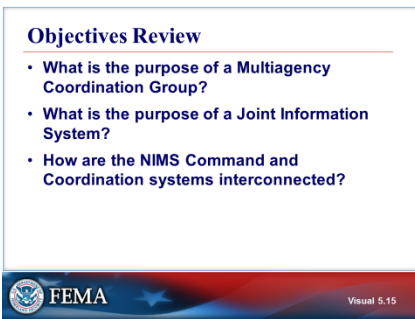 Objectives Review
• What is the purpose of a Multiagency
Coordination Group?
• What is the purpose of a Joint Information
System?
• How are the NIMS Command and
Coordination systems interconnected?
FEMA
Visual 5.15